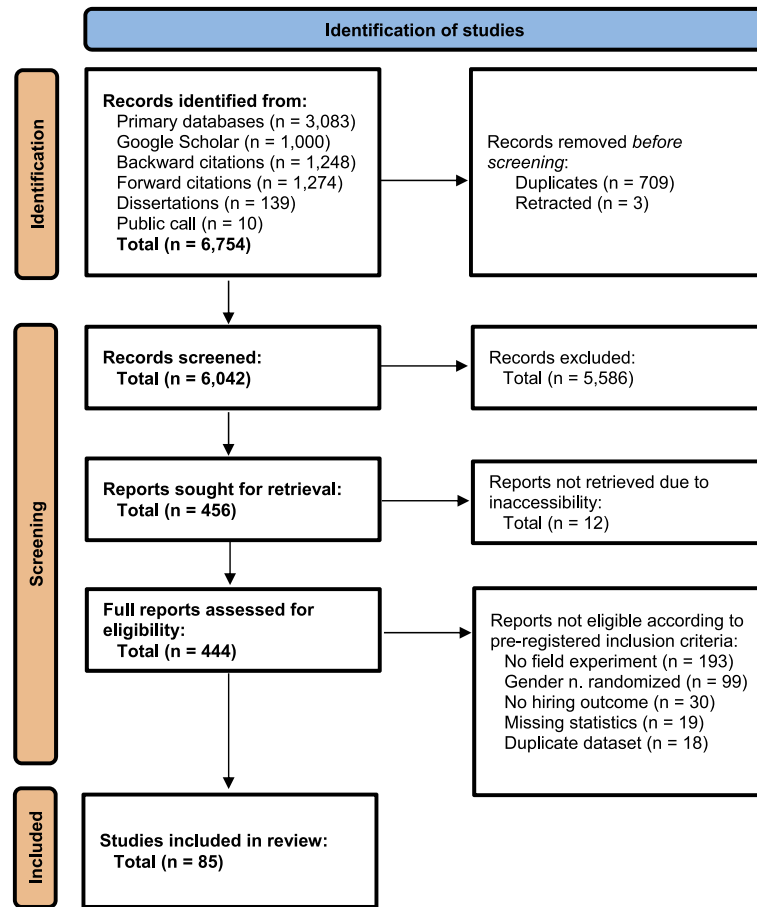 Identification of studies
Identification
Records identified from:
Primary databases (n = 3,083)
Google Scholar (n = 1,000)
Backward citations (n = 1,248)
Forward citations (n = 1,274)
Dissertations (n = 139)
Public call (n = 10)
Total (n = 6,754)
Records removed before
screening:
Duplicates (n = 709)
Retracted (n = 3)
Screening
Records screened:
Total (n = 6,042)
Records excluded:
Total (n = 5,586)
Reports sought for retrieval:
Total (n = 456)
Reports not retrieved due to
inaccessibility:
Total (n = 12)
Full reports assessed for
eligibility:
Total (n = 444)
Reports not eligible according to
pre-registered inclusion criteria:
No field experiment (n = 193)
Gender n. randomized (n = 99)
No hiring outcome (n = 30)
Missing statistics (n = 19)
Duplicate dataset (n = 18)
Included
Studies included in review:
Total (n = 85)